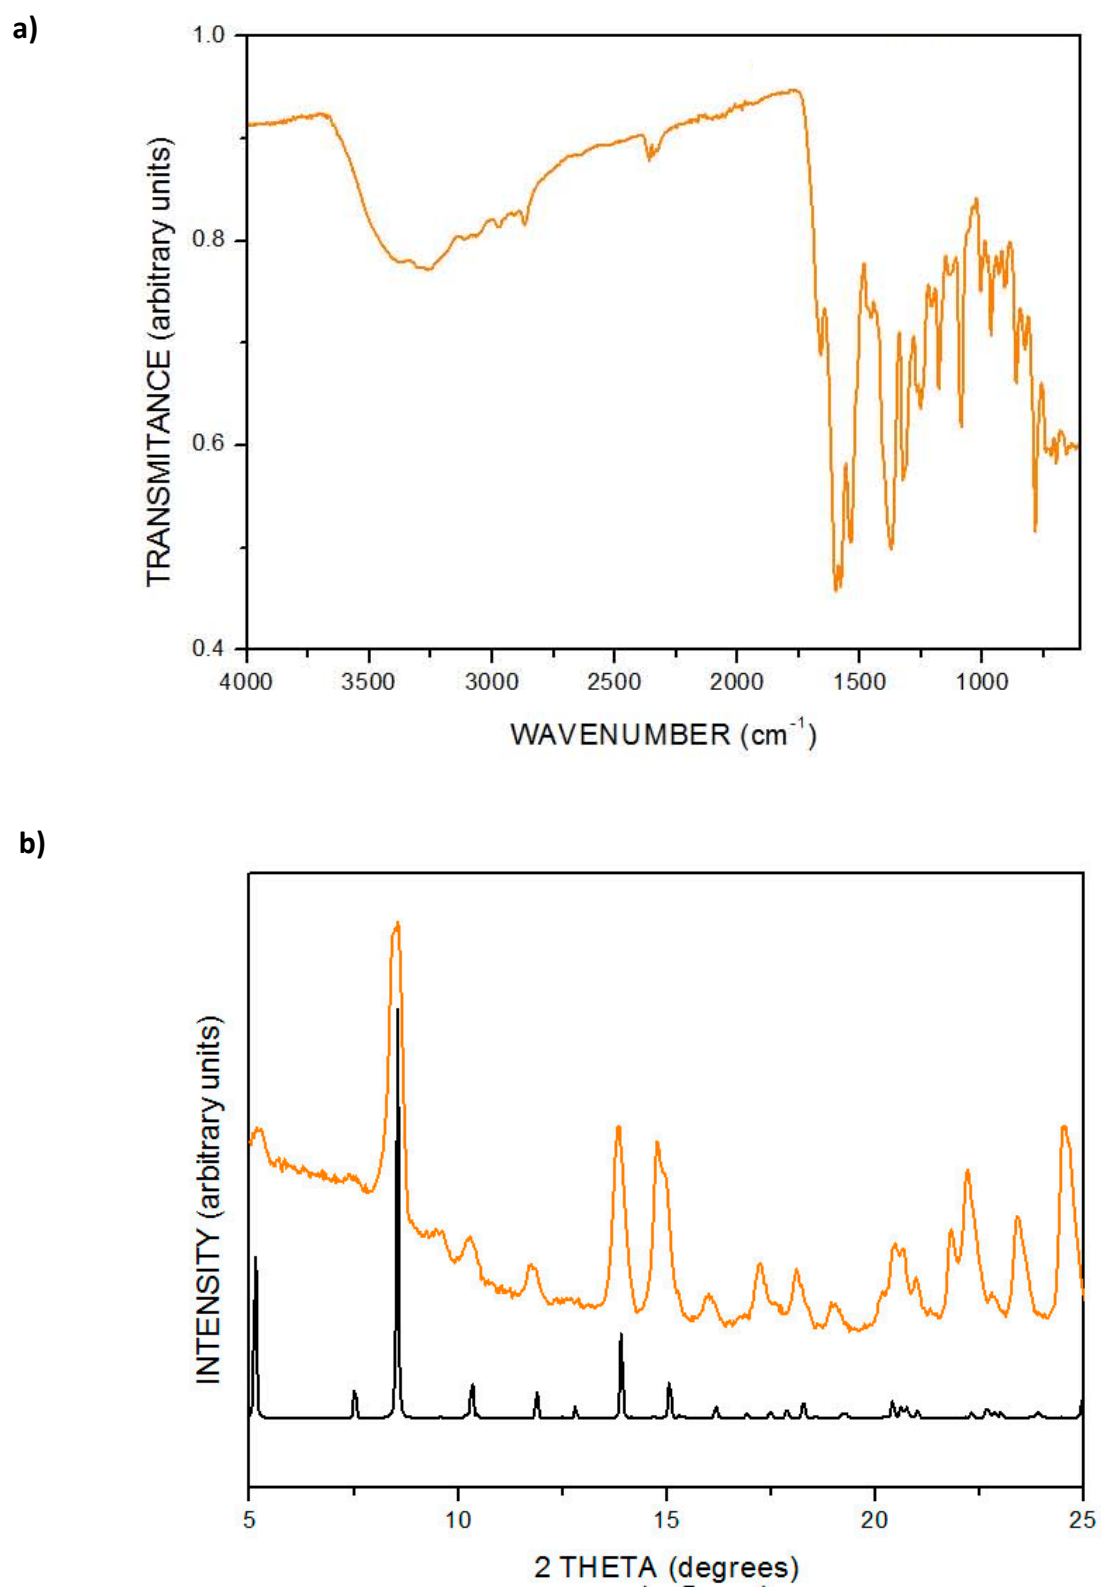 a)
1.0
0.8
0.6
0.4
TRANSMITANCE (arbitrary units)
4000 3500 3000 2500 2000 1500 1000
WAVENUMBER (cm⁻¹)
b)
INTENSITY (arbitrary units)
5 10 15 20 25
2 THETA (degrees)